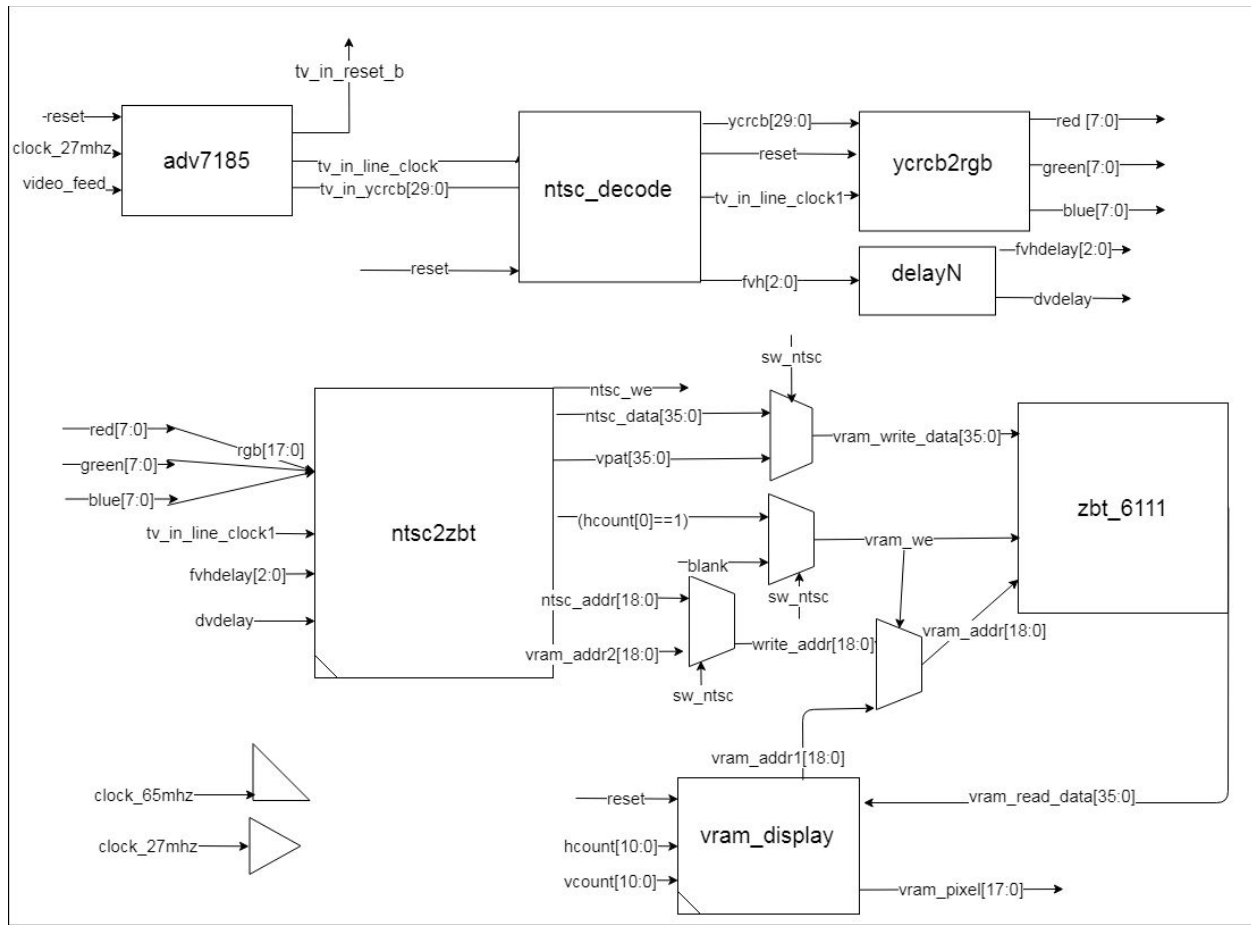 tv_in_reset_b
-reset
clock_27mhz
video_feed
adv7185
tv_in_line_clock
tv_in_ycrcb[29:0]
reset
ntsc_decode
ycrcb[29:0]
reset
tv_in_line_clock1
fvh[2:0]
ycrcb2rgb
red [7:0]
green[7:0]
blue[7:0]
delayN
fvhdelay[2:0]
dvdelay
red[7:0]
green[7:0]
blue[7:0]
rgb[17:0]
tv_in_line_clock1
fvhdelay[2:0]
dvdelay
ntsc2zbt
ntsc_we
ntsc_data[35:0]
vpat[35:0]
sw_ntsc
vram_write_data[35:0]
(hcount[0]==1)
blank
sw_ntsc
vram_we
ntsc_addr[18:0]
vram_addr2[18:0]
sw_ntsc
write_addr[18:0]
vram_addr[18:0]
zbt_6111
vram_addr1[18:0]
vram_read_data[35:0]
reset
hcount[10:0]
vcount[10:0]
vram_display
vram_pixel[17:0]
clock_65mhz
clock_27mhz